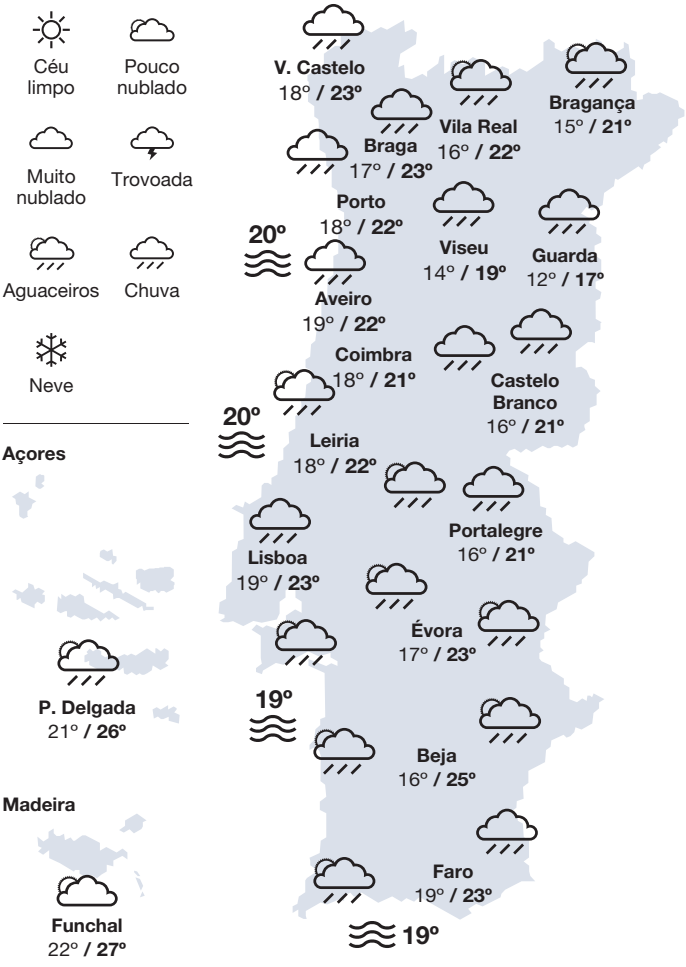 Céu
limpo
Pouco
nublado
Muito
nublado
Trovoada
Aguaceiros
Chuva
Neve
Açores
P. Delgada
21º / 26º
Madeira
Funchal
22º / 27º
V. Castelo
18º / 23º
Braga
17º / 23º
Vila Real
16º / 22º
Bragança
15º / 21º
Porto
18º / 22º
20º
Viseu
14º / 19º
Guarda
12º / 17º
Aveiro
19º / 22º
Coimbra
18º / 21º
Castelo
Branco
16º / 21º
20º
Leiria
18º / 22º
Portalegre
16º / 21º
Lisboa
19º / 23º
Évora
17º / 23º
19º
Beja
16º / 25º
Faro
19º / 23º
19º